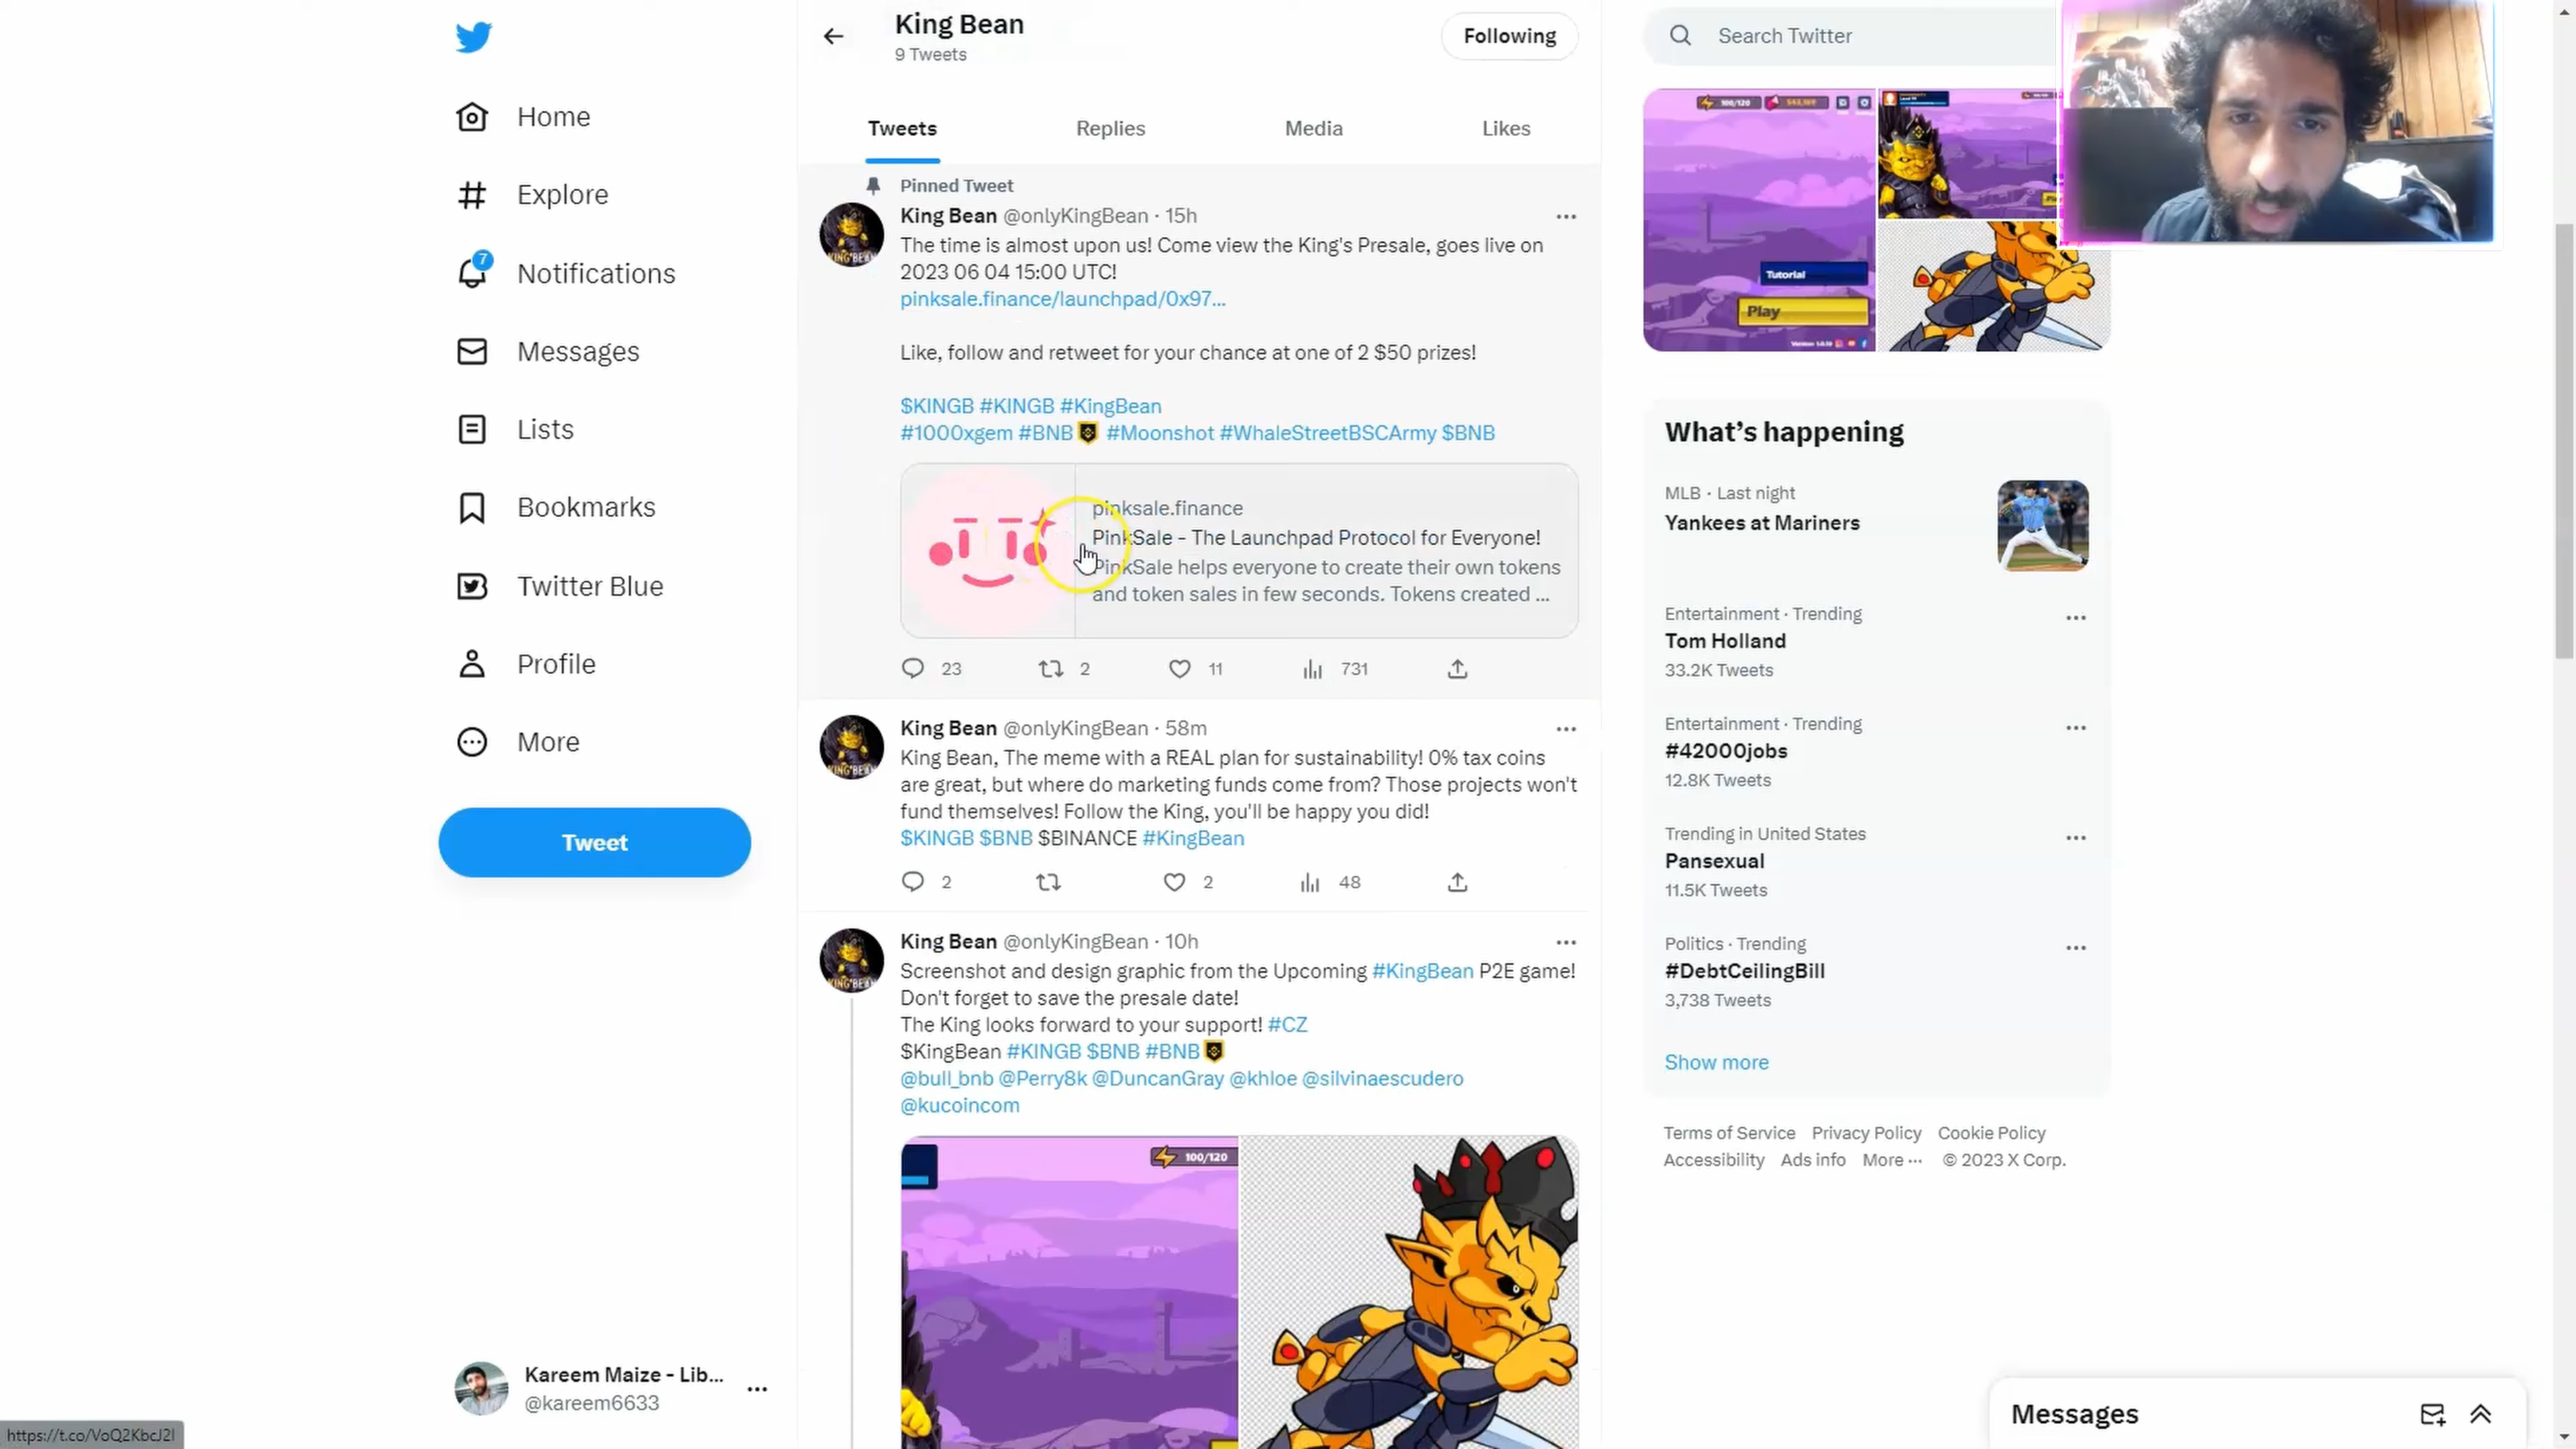 King Bean
9 Tweets
Following
Search Twitter
Home
Explore
7
Notifications
Messages
Lists
Bookmarks
Twitter Blue
Profile
More
Tweet
Tweets
Replies
Media
Likes
Pinned Tweet
King Bean @onlyKingBean · 15h
The time is almost upon us! Come view the King's Presale, goes live on
2023 06 04 15:00 UTC!
pinksale.finance/launchpad/0x97...
Like, follow and retweet for your chance at one of 2 $50 prizes!
$KINGB #KINGB #KingBean
#1000xgem #BNB #Moonshot #WhaleStreetBSCArmy $BNB
pinksale.finance
PinkSale - The Launchpad Protocol for Everyone!
PinkSale helps everyone to create their own tokens
and token sales in few seconds. Tokens created ...
23
2
11
731
King Bean @onlyKingBean · 58m
King Bean, The meme with a REAL plan for sustainability! 0% tax coins
are great, but where do marketing funds come from? Those projects won't
fund themselves! Follow the King, you'll be happy you did!
$KINGB $BNB $BINANCE #KingBean
2
2
48
King Bean @onlyKingBean · 10h
Screenshot and design graphic from the Upcoming #KingBean P2E game!
Don't forget to save the presale date!
The King looks forward to your support! #CZ
$KingBean #KINGB $BNB #BNB
@bull_bnb @Perry8k @DuncanGray @khloe @silvinaescudero
@kucoincom
100/120
100/120
Tutorial
Play
What's happening
MLB · Last night
Yankees at Mariners
Entertainment · Trending
Tom Holland
33.2K Tweets
Entertainment · Trending
#42000jobs
12.8K Tweets
Trending in United States
Pansexual
11.5K Tweets
Politics · Trending
#DebtCeilingBill
3,738 Tweets
Show more
Terms of Service Privacy Policy Cookie Policy
Accessibility Ads info More ··· © 2023 X Corp.
Kareem Maize - Lib...
@kareem6633
Messages
https://t.co/VoQ2KbcJ2l